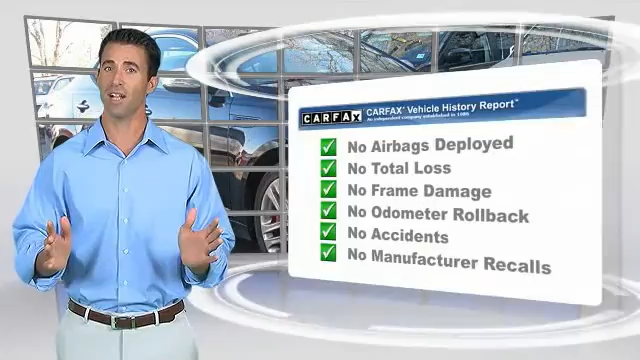 CARFAX CARFAX® Vehicle History Report™
An independent company established in 1986
No Airbags Deployed
No Total Loss
No Frame Damage
No Odometer Rollback
No Accidents
No Manufacturer Recalls